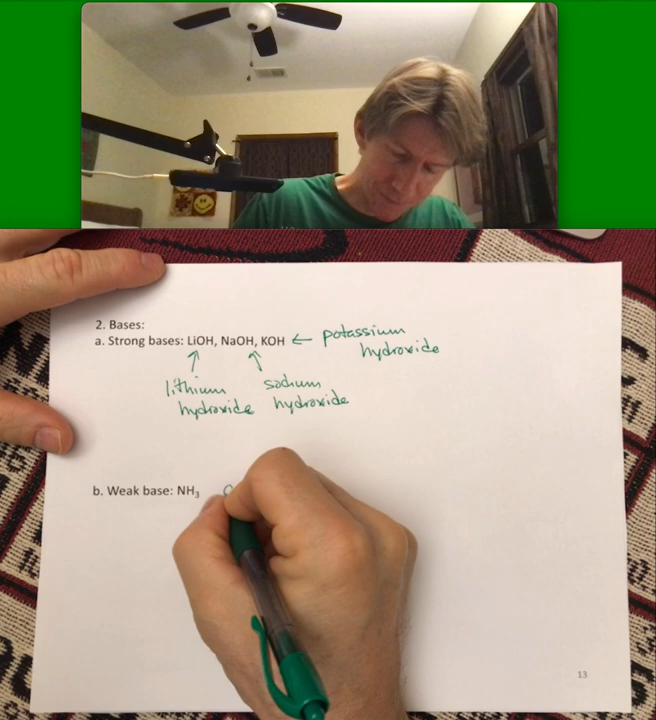 2. Bases:
a. Strong bases: LiOH, NaOH, KOH ← potassium
hydroxide
lithium sodium
hydroxide hydroxide
b. Weak base: NH₃
13